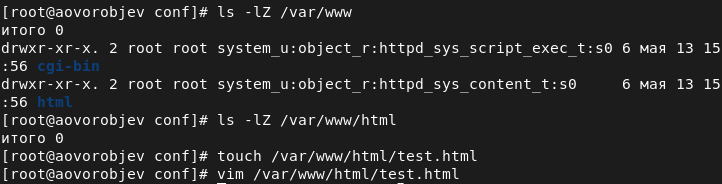 [root@aovorobjev conf]# ls -lZ /var/www
итого 0
drwxr-xr-x. 2 root root system_u:object_r:httpd_sys_script_exec_t:s0 6 мая 13 15
:56 cgi-bin
drwxr-xr-x. 2 root root system_u:object_r:httpd_sys_content_t:s0     6 мая 13 15
:56 html
[root@aovorobjev conf]# ls -lZ /var/www/html
итого 0
[root@aovorobjev conf]# touch /var/www/html/test.html
[root@aovorobjev conf]# vim /var/www/html/test.html